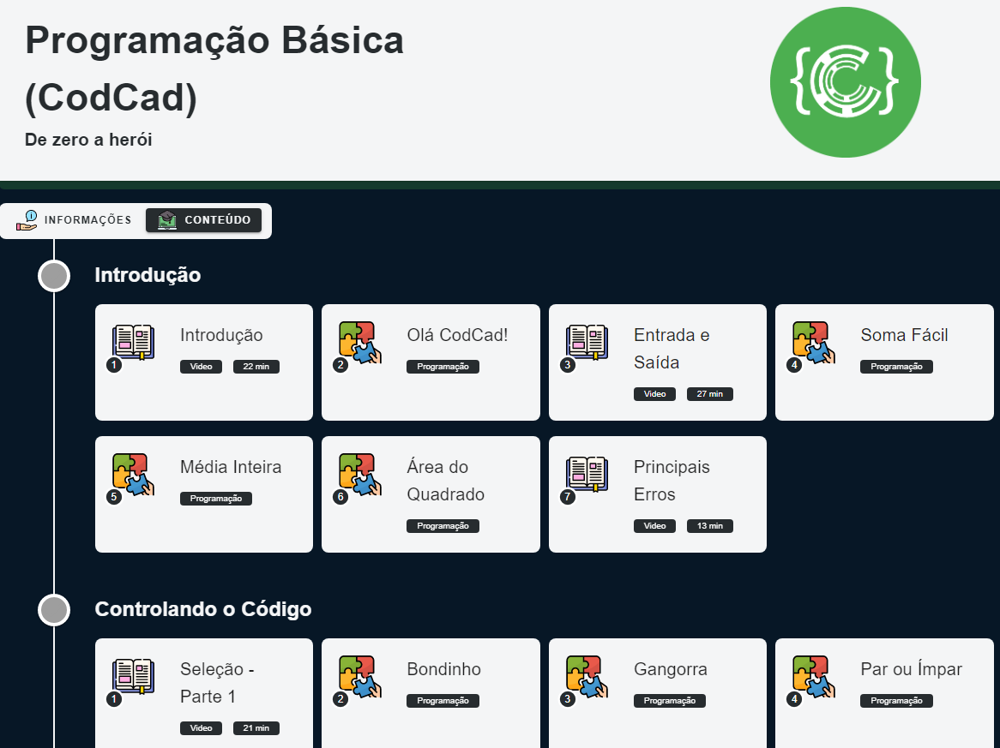 Programação Básica
(CodCad)
De zero a herói
INFORMAÇÕES
CONTEÚDO
Introdução
1
Introdução
Video
22 min
2
Olá CodCad!
Programação
3
Entrada e
Saída
Video
27 min
4
Soma Fácil
Programação
5
Média Inteira
Programação
6
Área do
Quadrado
Programação
7
Principais
Erros
Video
13 min
Controlando o Código
1
Seleção -
Parte 1
Video
21 min
2
Bondinho
Programação
3
Gangorra
Programação
4
Par ou Ímpar
Programação